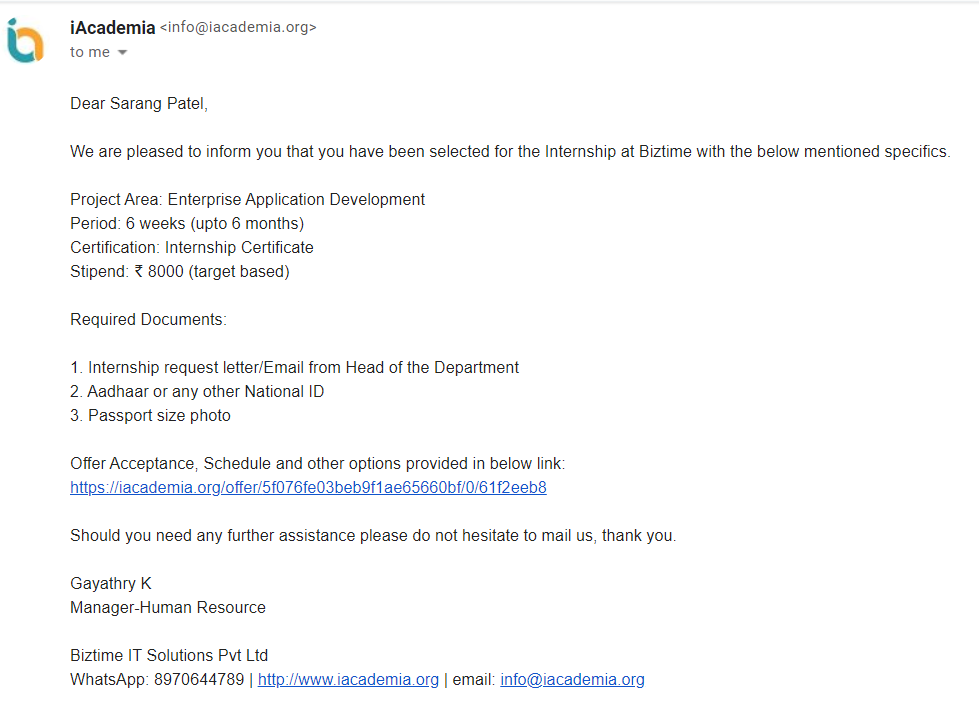 iAcademia <info@iacademia.org>
to me
Dear Sarang Patel,
We are pleased to inform you that you have been selected for the Internship at Biztime with the below mentioned specifics.
Project Area: Enterprise Application Development
Period: 6 weeks (upto 6 months)
Certification: Internship Certificate
Stipend: ₹ 8000 (target based)
Required Documents:
1. Internship request letter/Email from Head of the Department
2. Aadhaar or any other National ID
3. Passport size photo
Offer Acceptance, Schedule and other options provided in below link:
https://iacademia.org/offer/5f076fe03beb9f1ae65660bf/0/61f2eeb8
Should you need any further assistance please do not hesitate to mail us, thank you.
Gayathry K
Manager-Human Resource
Biztime IT Solutions Pvt Ltd
WhatsApp: 8970644789 | http://www.iacademia.org | email: info@iacademia.org